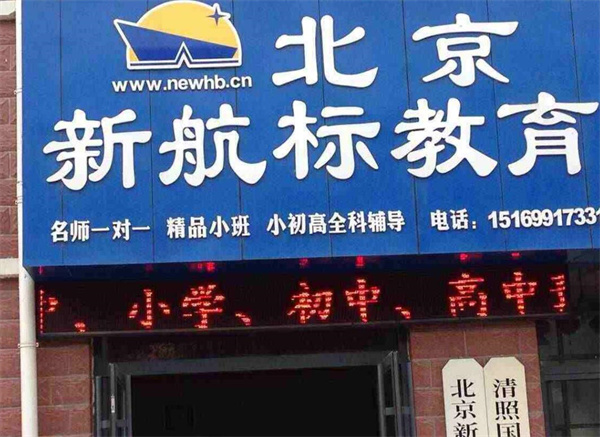 www.newhb.cn
北京
新航标教育
名师一对一 精品小班 小初高全科辅导 电话：15169917331
、小学、初中、高中
清照国
北京新